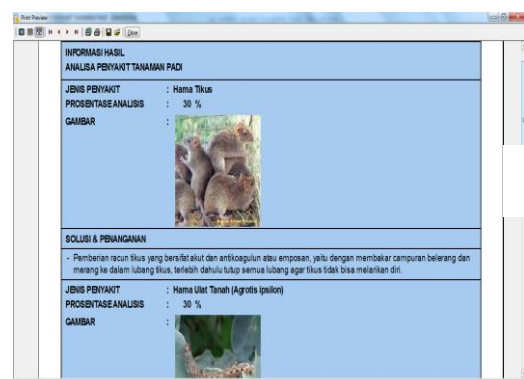 Print Preview
Close
INFORMASI HASIL
ANALISA PENYAKIT TANAMAN PADI
JENIS PENYAKIT : Hama Tikus
PROSENTASE ANALISIS : 30 %
GAMBAR :
SOLUSI & PENANGANAN
- Pemberian racun tikus yang bersifat akut dan antikoagulun atau emposan, yaitu dengan membakar campuran belerang dan
merang ke dalam lubang tikus, terlebih dahulu tutup semua lubang agar tikus tidak bisa melarikan diri.
JENIS PENYAKIT : Hama Ulat Tanah (Agrotis Ipsilon)
PROSENTASE ANALISIS : 30 %
GAMBAR :